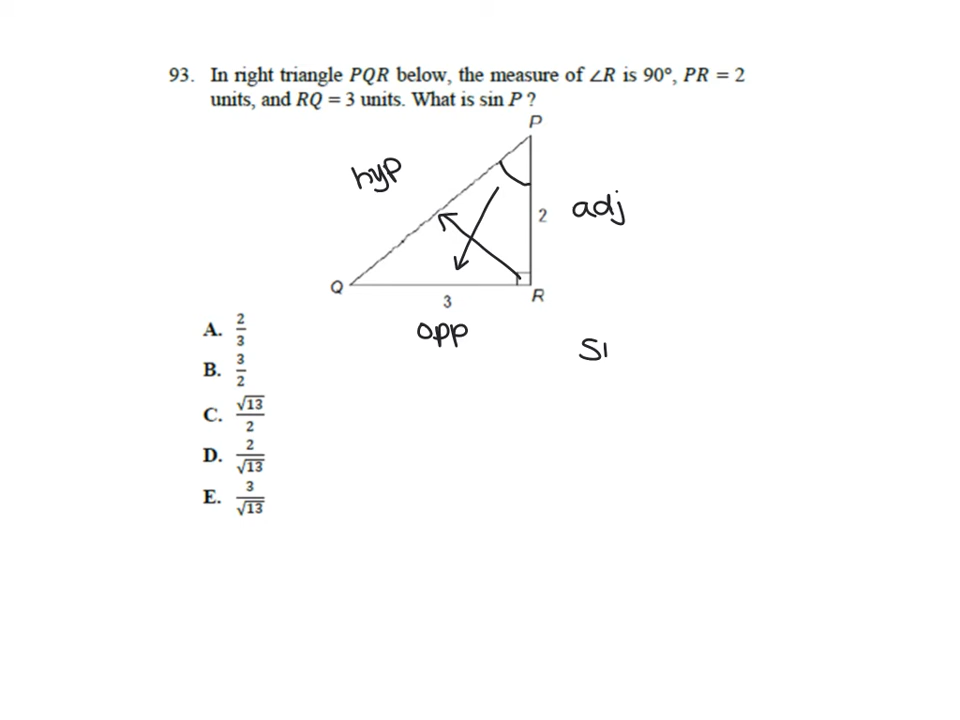 93. In right triangle PQR below, the measure of ∠R is 90°, PR = 2
units, and RQ = 3 units. What is sin P ?
P
hyp
2 adj
Q
R
3
opp
A. 2/3
B. 3/2
C. √13/2
D. 2/√13
E. 3/√13
SI